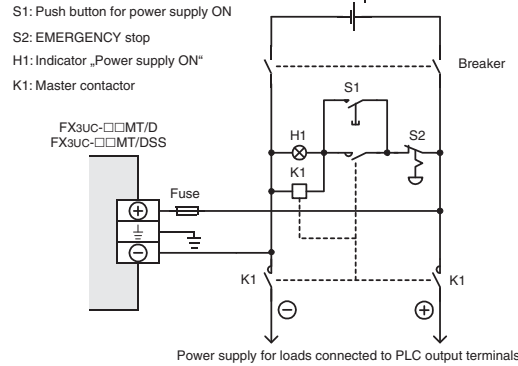 S1: Push button for power supply ON
S2: EMERGENCY stop
H1: Indicator „Power supply ON“
K1: Master contactor
Breaker
S1
FX3UC-□□MT/D
FX3UC-□□MT/DSS
H1
S2
K1
Fuse
K1
K1
Power supply for loads connected to PLC output terminals